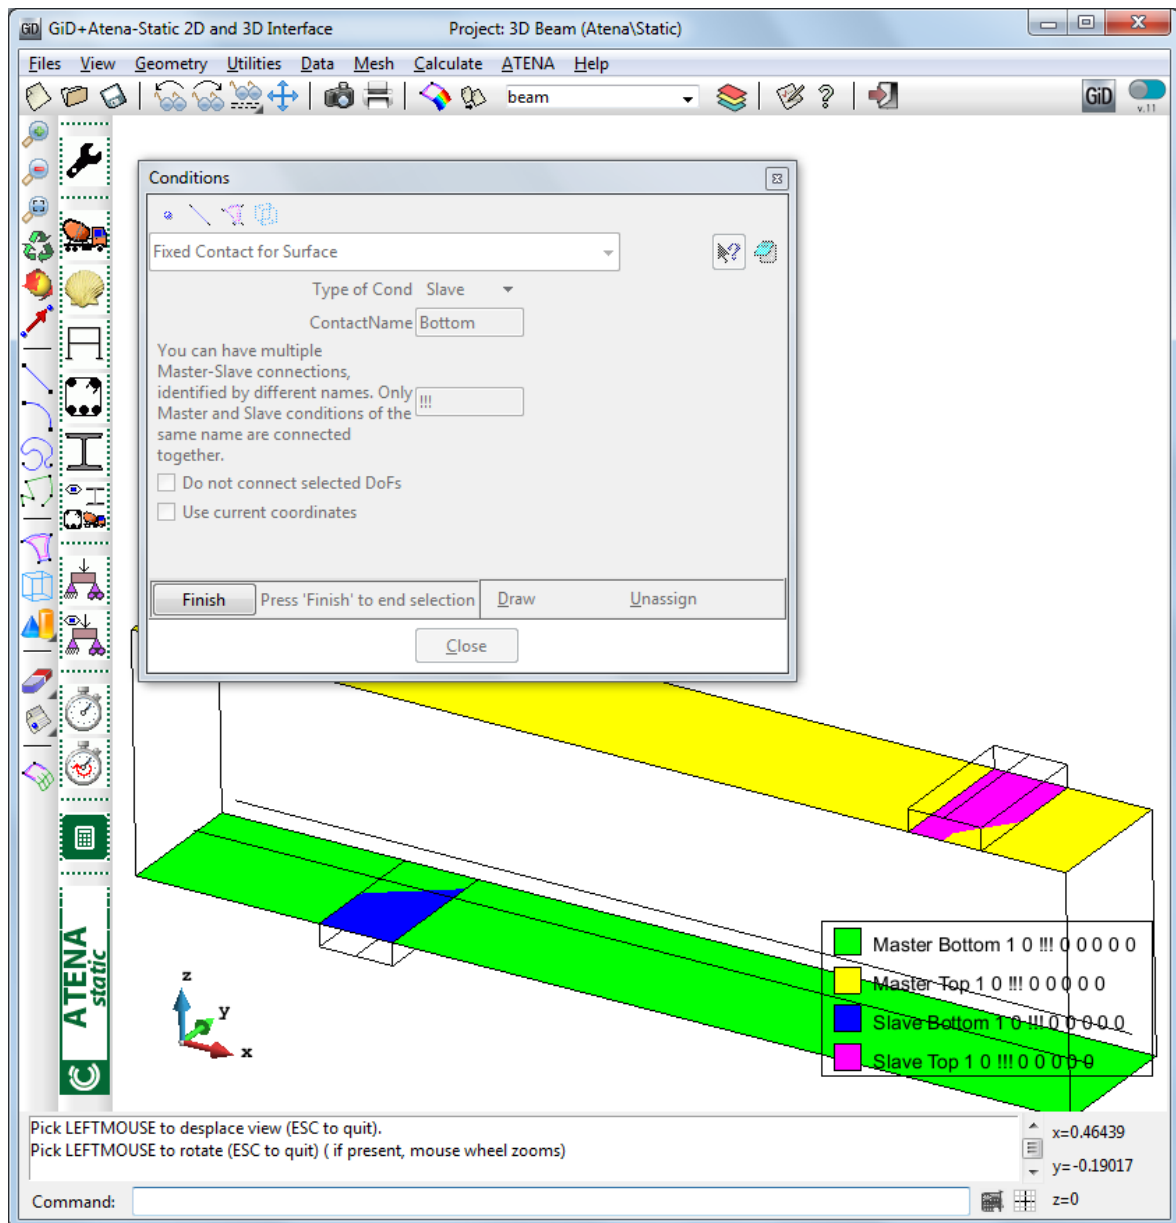 GiD GiD+Atena-Static 2D and 3D Interface Project: 3D Beam (Atena\Static)
Files View Geometry Utilities Data Mesh Calculate ATENA Help
beam
GiD
v.11
Conditions
Fixed Contact for Surface
Type of Cond Slave
ContactName Bottom
You can have multiple
Master-Slave connections,
identified by different names. Only
!!!
Master and Slave conditions of the
same name are connected
together.
Do not connect selected DoFs
Use current coordinates
Finish Press 'Finish' to end selection Draw Unassign
Close
Master Bottom 1 0 !!! 0 0 0 0 0
Master Top 1 0 !!! 0 0 0 0 0
Slave Bottom 1 0 !!! 0 0 0 0 0
Slave Top 1 0 !!! 0 0 0 0 0
z
y
x
ATENA
static
Pick LEFTMOUSE to desplace view (ESC to quit).
Pick LEFTMOUSE to rotate (ESC to quit) ( if present, mouse wheel zooms)
x=0.46439
y=-0.19017
z=0
Command: